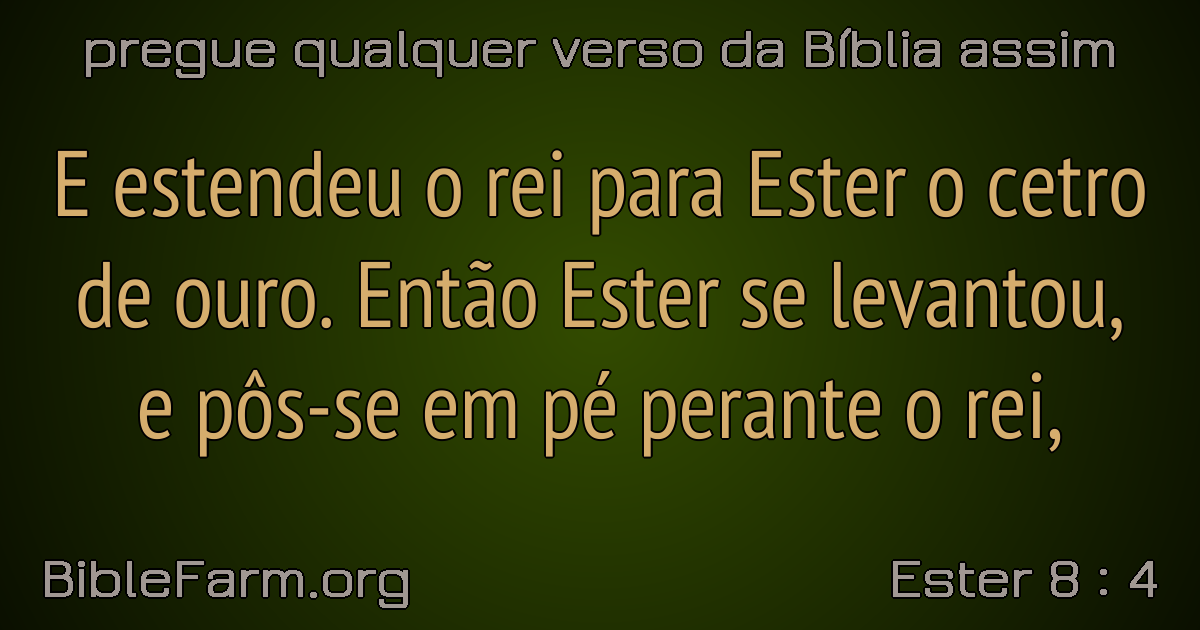 pregue qualquer verso da Bíblia assim
E estendeu o rei para Ester o cetro
de ouro. Então Ester se levantou,
e pôs-se em pé perante o rei,
BibleFarm.org
Ester 8 : 4